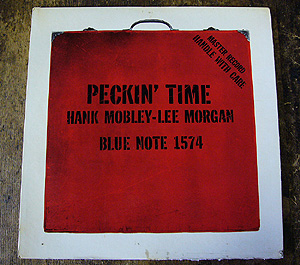 MASTER RECORD
HANDLE WITH CARE
PECKIN' TIME
HANK MOBLEY-LEE MORGAN
BLUE NOTE 1574